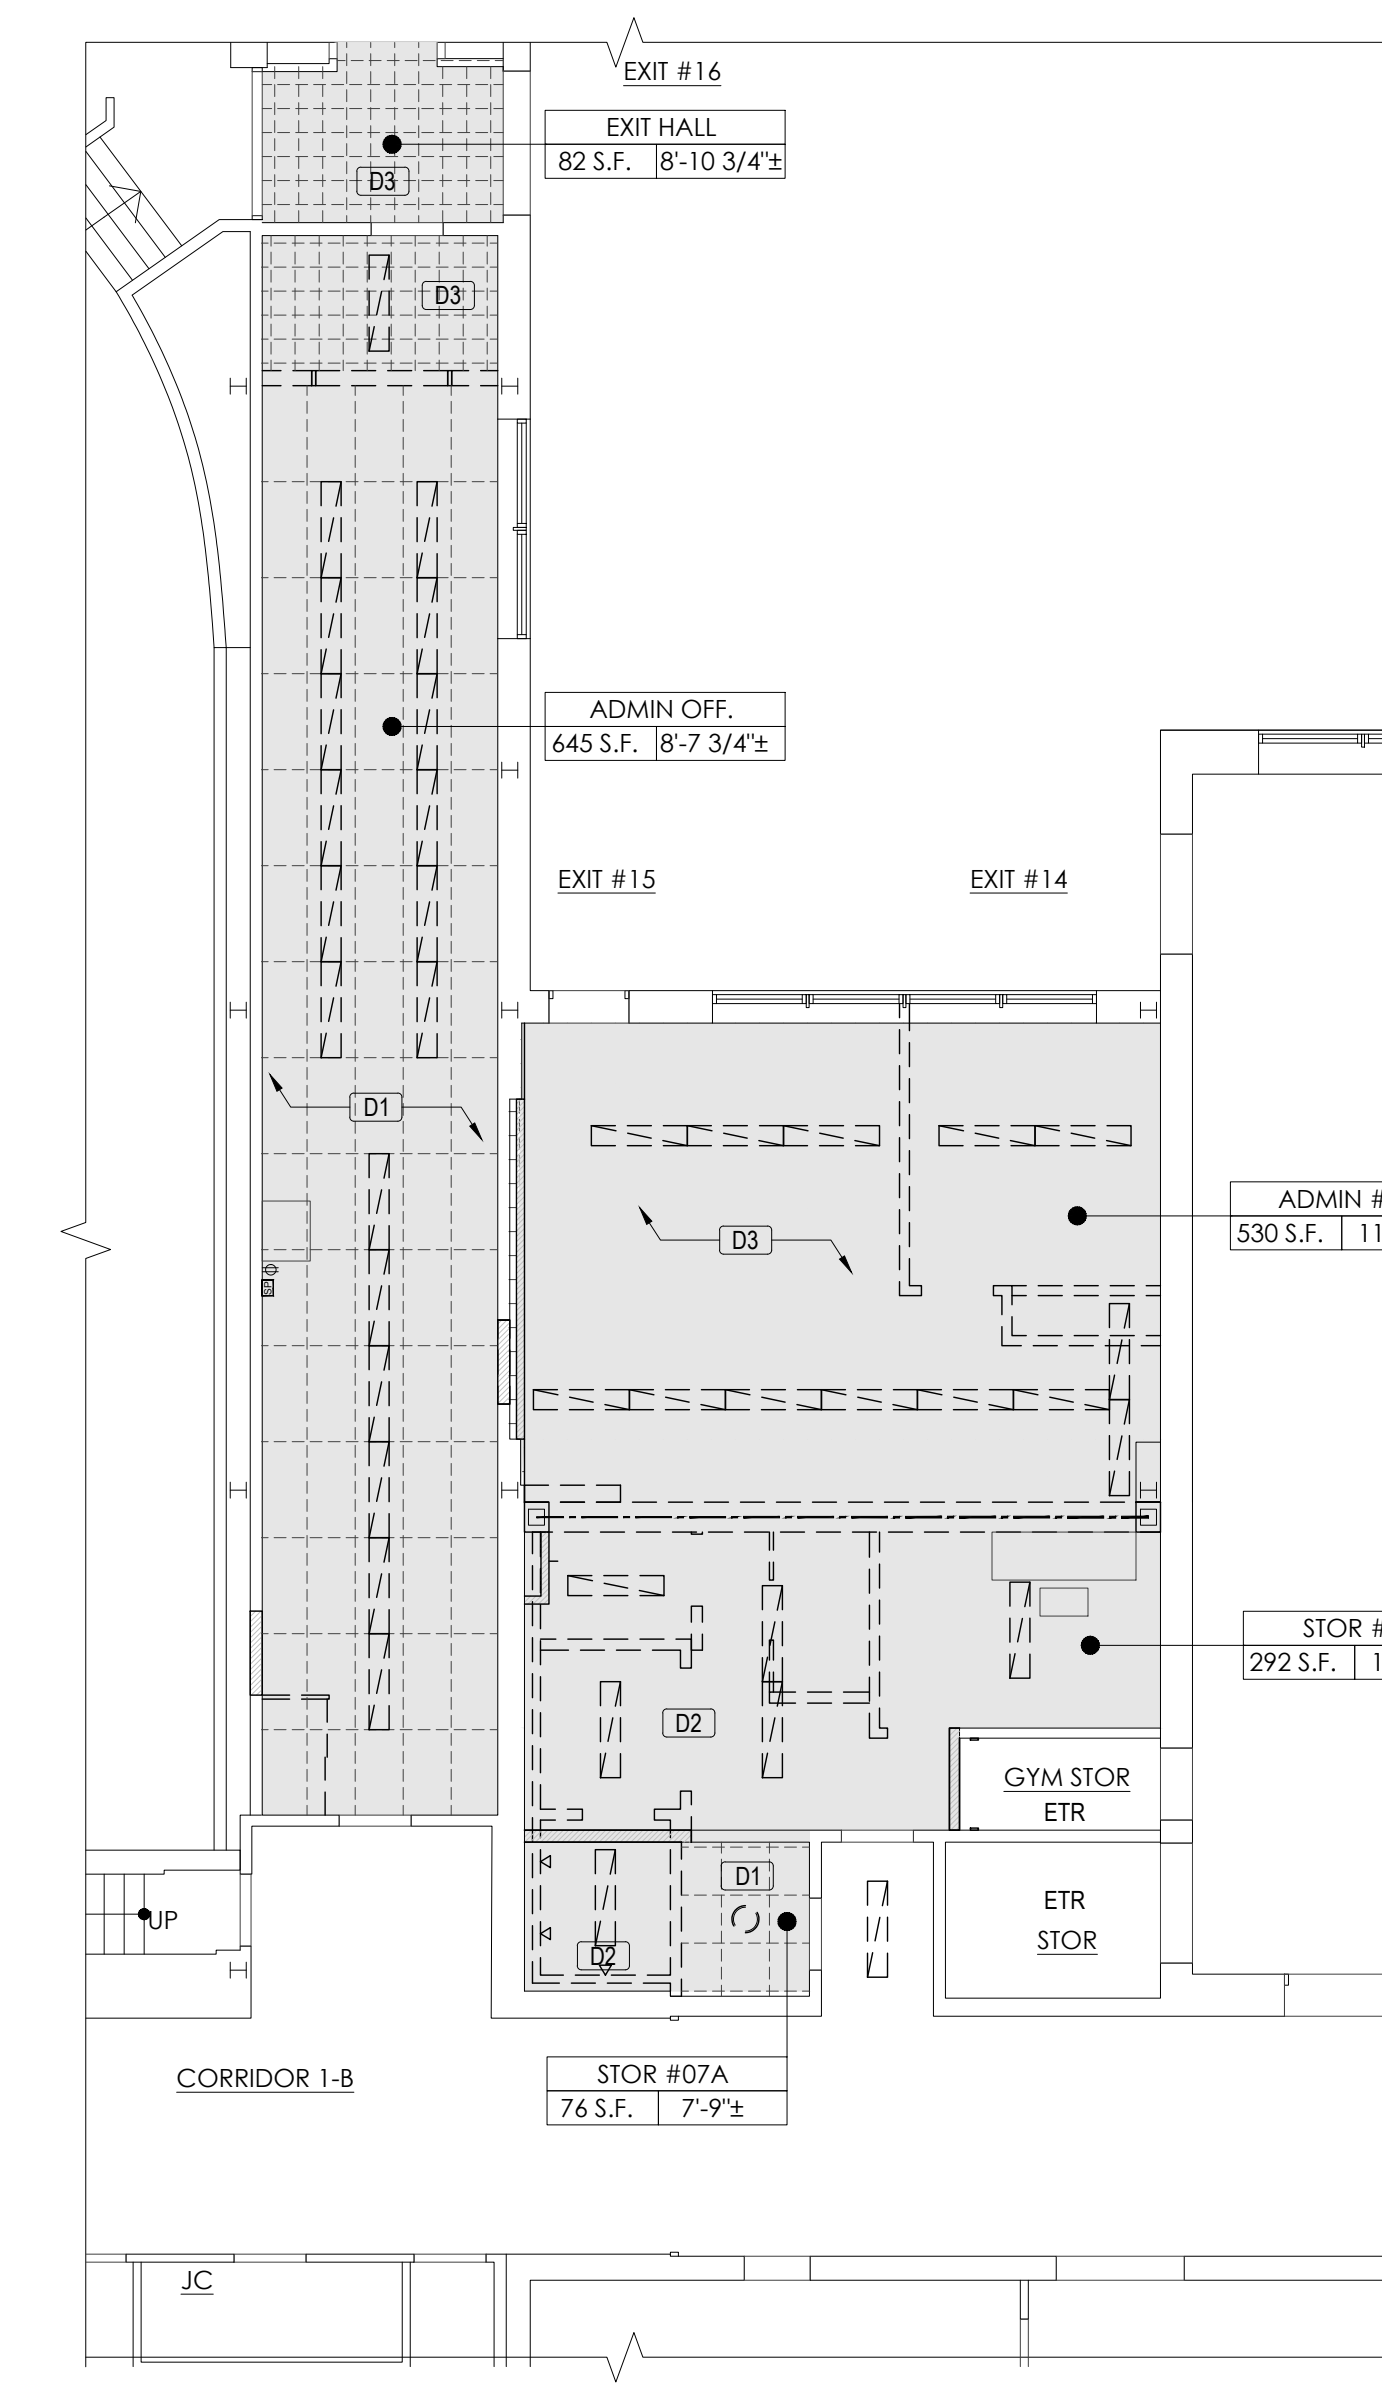 EXIT #16
EXIT HALL
82 S.F. 8'-10 3/4"±
D3
D3
ADMIN OFF.
645 S.F. 8'-7 3/4"±
EXIT #15
EXIT #14
D1
ADMIN #
530 S.F. 11
D3
SP
STOR #
292 S.F. 1
D2
GYM STOR
ETR
D1
ETR
STOR
UP
D2
CORRIDOR 1-B
STOR #07A
76 S.F. 7'-9"±
JC